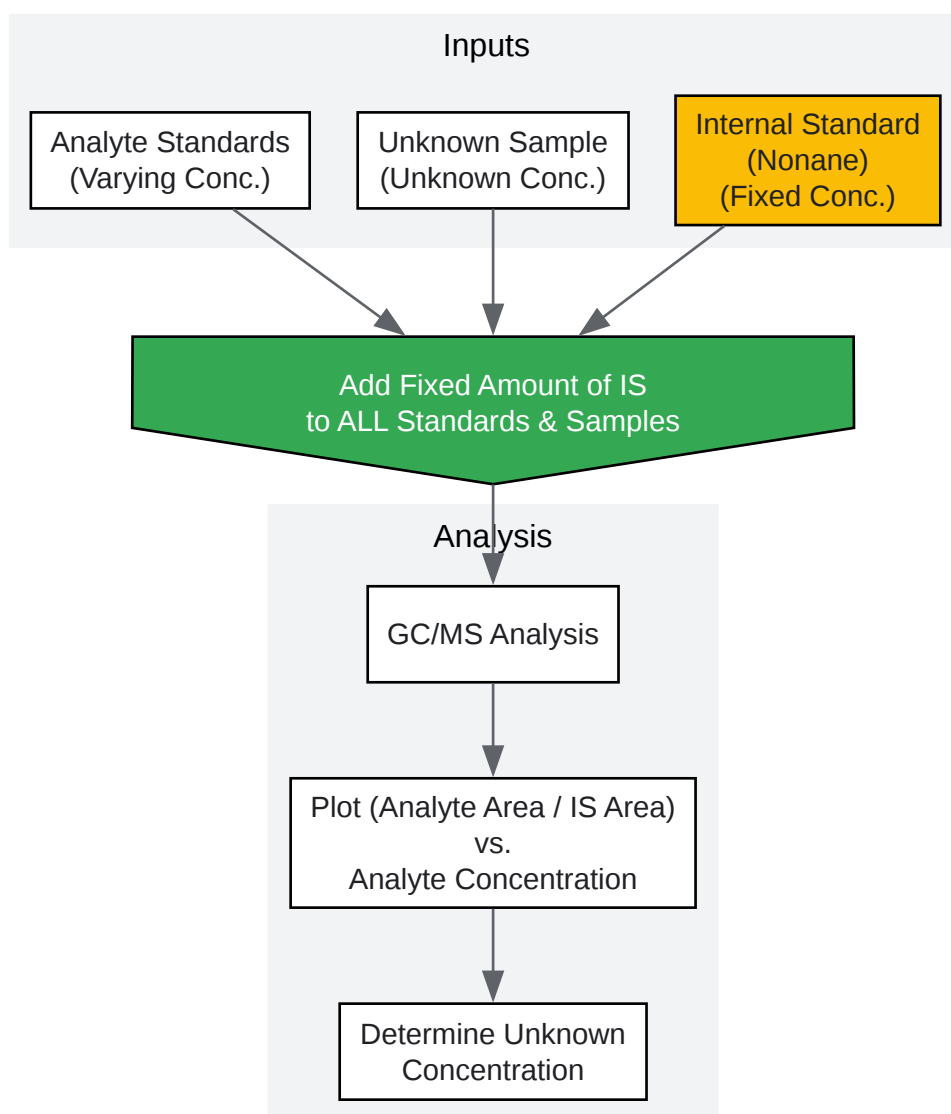 Inputs
Analyte Standards
(Varying Conc.)
Unknown Sample
(Unknown Conc.)
Internal Standard
(Nonane)
(Fixed Conc.)
Add Fixed Amount of IS
to ALL Standards & Samples
Analysis
GC/MS Analysis
Plot (Analyte Area / IS Area)
vs.
Analyte Concentration
Determine Unknown
Concentration